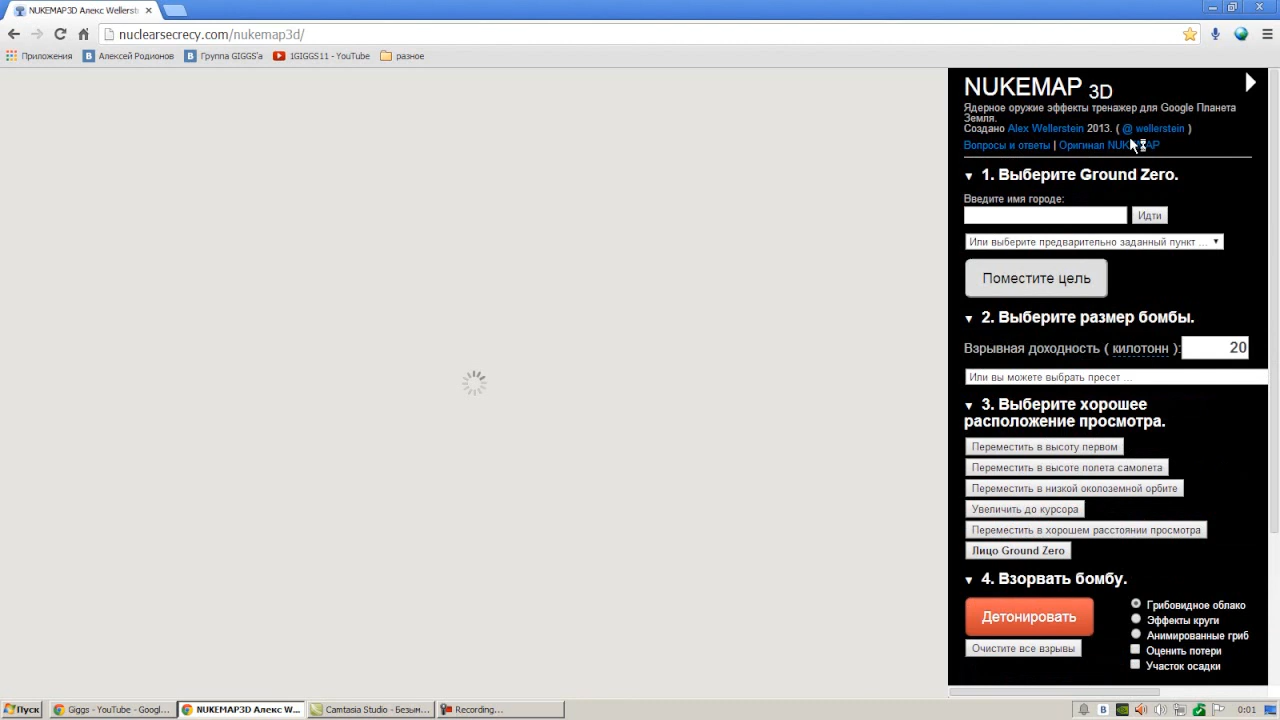 NUKEMAP3D Алекс Wellerste
nuclearsecrecy.com/nukemap3d/
Приложения Алексей Родионов Группа GIGGS'a 1GIGGS11 - YouTube разное
NUKEMAP 3D
Ядерное оружие эффекты тренажер для Google Планета
Земля.
Создано Alex Wellerstein 2013. ( @ wellerstein )
Вопросы и ответы | Оригинал NUKEMAP
▼ 1. Выберите Ground Zero.
Введите имя городе:
Идти
Или выберите предварительно заданный пункт ...
Поместите цель
▼ 2. Выберите размер бомбы.
Взрывная доходность ( килотонн ): 20
Или вы можете выбрать пресет ...
▼ 3. Выберите хорошее
расположение просмотра.
Переместить в высоту первом
Переместить в высоте полета самолета
Переместить в низкой околоземной орбите
Увеличить до курсора
Переместить в хорошем расстоянии просмотра
Лицо Ground Zero
▼ 4. Взорвать бомбу.
Детонировать
Очистите все взрывы
Грибовидное облако
Эффекты круги
Анимированные гриб
Оценить потери
Участок осадки
Пуск Giggs - YouTube - Googl... NUKEMAP3D Алекс W... Camtasia Studio - Безым... Recording... 0:01